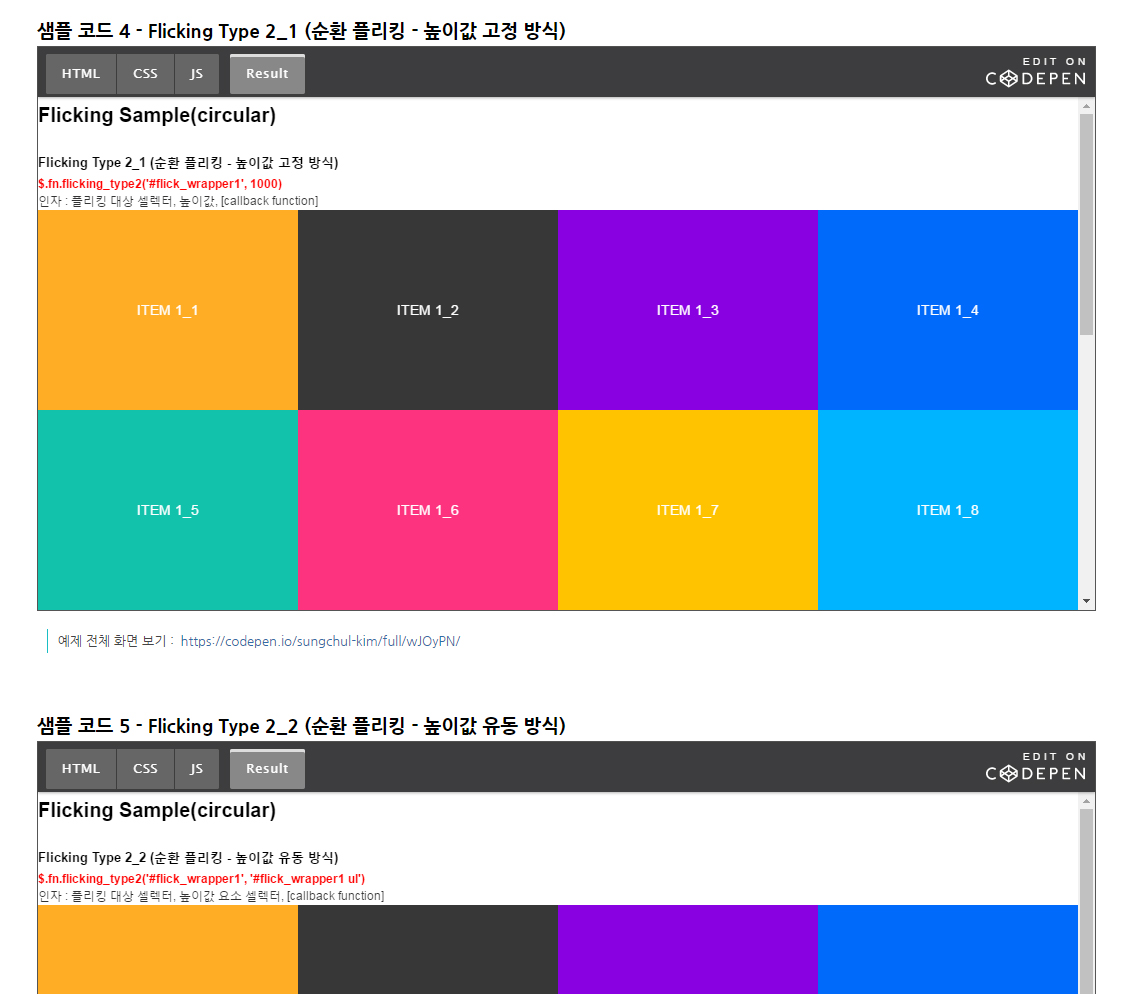 샘플 코드 4 - Flicking Type 2_1 (순환 플리킹 - 높이값 고정 방식)
HTML CSS JS Result EDIT ON
CODEPEN
Flicking Sample(circular)
Flicking Type 2_1 (순환 플리킹 - 높이값 고정 방식)
$.fn.flicking_type2('#flick_wrapper1', 1000)
인자 : 플리킹 대상 셀렉터, 높이값, [callback function]
ITEM 1_1 ITEM 1_2 ITEM 1_3 ITEM 1_4
ITEM 1_5 ITEM 1_6 ITEM 1_7 ITEM 1_8
예제 전체 화면 보기 : https://codepen.io/sungchul-kim/full/wJOyPN/
샘플 코드 5 - Flicking Type 2_2 (순환 플리킹 - 높이값 유동 방식)
HTML CSS JS Result EDIT ON
CODEPEN
Flicking Sample(circular)
Flicking Type 2_2 (순환 플리킹 - 높이값 유동 방식)
$.fn.flicking_type2('#flick_wrapper1', '#flick_wrapper1 ul')
인자 : 플리킹 대상 셀렉터, 높이값 요소 셀렉터, [callback function]